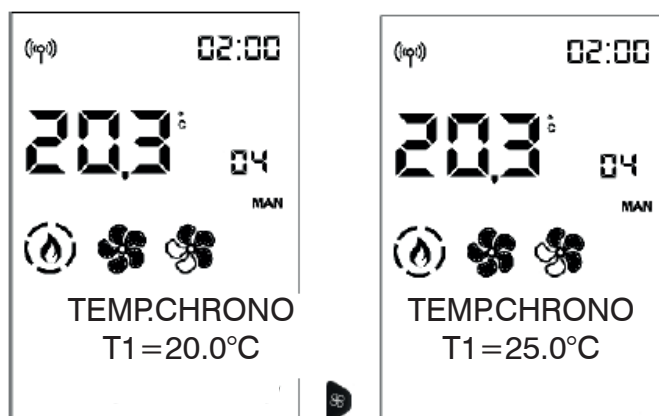 02:00
20,3 °C
04
MAN
TEMP.CHRONO
T1=20.0°C
02:00
20,3 °C
04
MAN
TEMP.CHRONO
T1=25.0°C